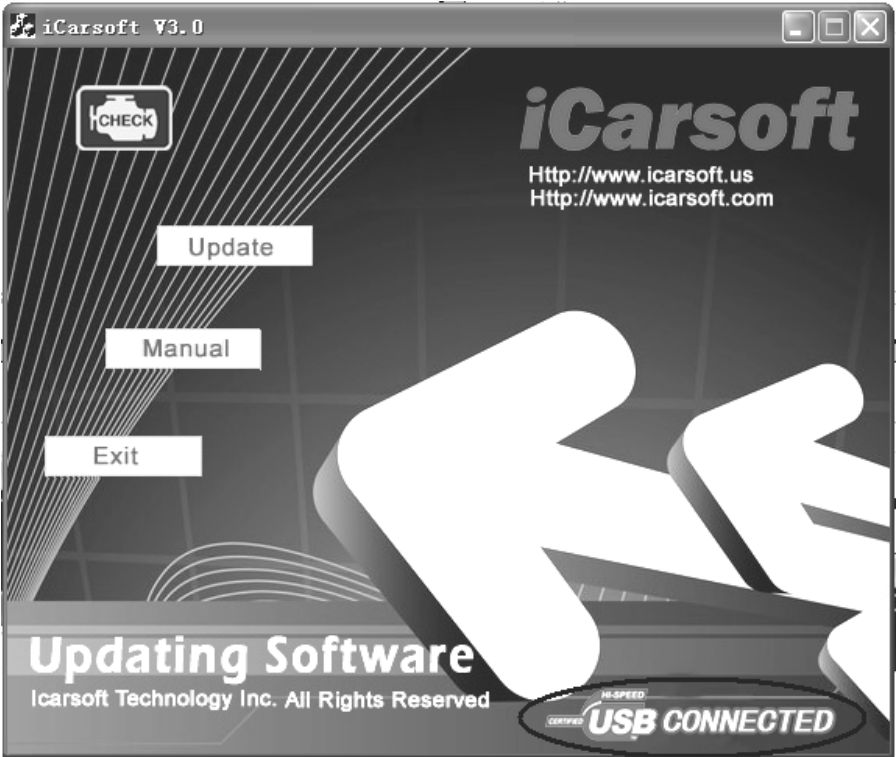 iCarsoft V3.0
CHECK
iCarsoft
Http://www.icarsoft.us
Http://www.icarsoft.com
Update
Manual
Exit
Updating Software
Icarsoft Technology Inc. All Rights Reserved
HI-SPEED
CERTIFIED USB CONNECTED